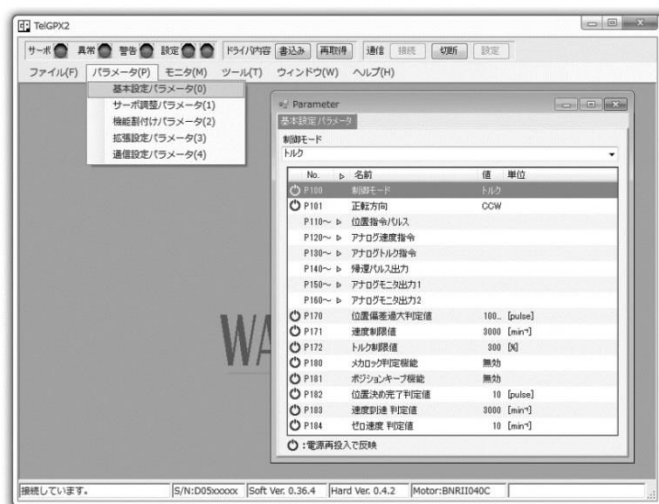 TelGPX2
サーボ 異常 警告 設定 ドライバ内容 書込み 再取得 通信 接続 切断 設定
ファイル(F) パラメータ(P) モニタ(M) ツール(T) ウィンドウ(W) ヘルプ(H)
基本設定パラメータ(0)
サーボ調整パラメータ(1)
機能割付けパラメータ(2)
拡張設定パラメータ(3)
通信設定パラメータ(4)
Parameter
基本設定パラメータ
制御モード
トルク
No. 名前 値 単位
P100 制御モード トルク
P101 正転方向 CCW
P110～ 位置指令パルス
P120～ アナログ速度指令
P130～ アナログトルク指令
P140～ 帰還パルス出力
P150～ アナログモニタ出力1
P160～ アナログモニタ出力2
P170 位置偏差過大判定値 100.. [pulse]
P171 速度制限値 3000 [min⁻¹]
P172 トルク制限値 300 [%]
P180 メカロック判定機能 無効
P181 ポジションキープ機能 無効
P182 位置決め完了判定値 10 [pulse]
P183 速度到達 判定値 3000 [min⁻¹]
P184 ゼロ速度 判定値 10 [min⁻¹]
:電源再投入で反映
WA
接続しています。 S/N:D05xxxxx Soft Ver. 0.36.4 Hard Ver. 0.4.2 Motor:BNRII040C